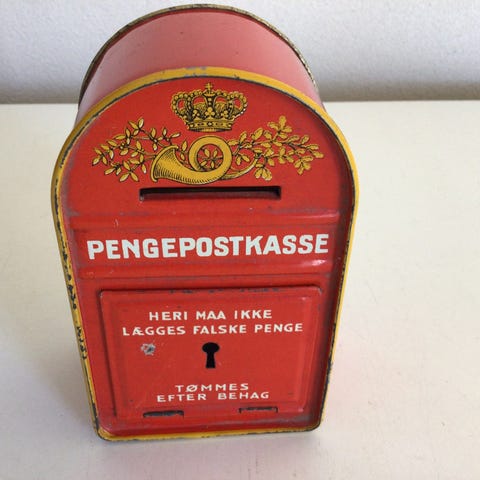 PENGEPOSTKASSE
HERI MAA IKKE
LÆGGES FALSKE PENGE
TØMMES
EFTER BEHAG